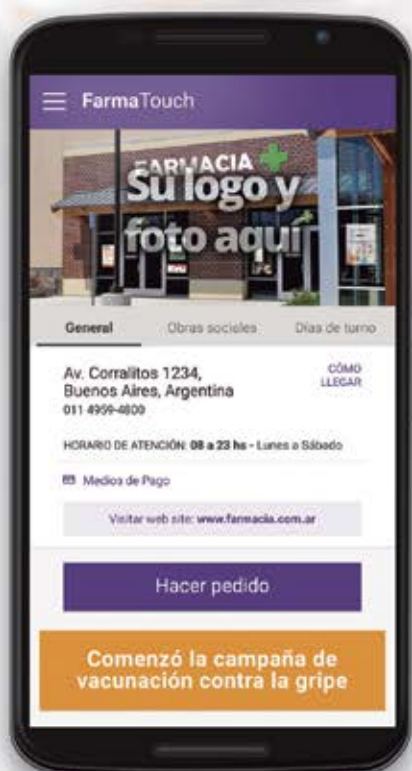 FarmaTouch
FARMACIA
Su logo y
foto aquí
General Obras sociales Días de turno
Av. Corralitos 1234,
Buenos Aires, Argentina
011 4959-4800
CÓMO
LLEGAR
HORARIO DE ATENCIÓN: 08 a 23 hs - Lunes a Sábado
Medios de Pago
Visitar web site: www.farmacia.com.ar
Hacer pedido
Comenzó la campaña de
vacunación contra la gripe